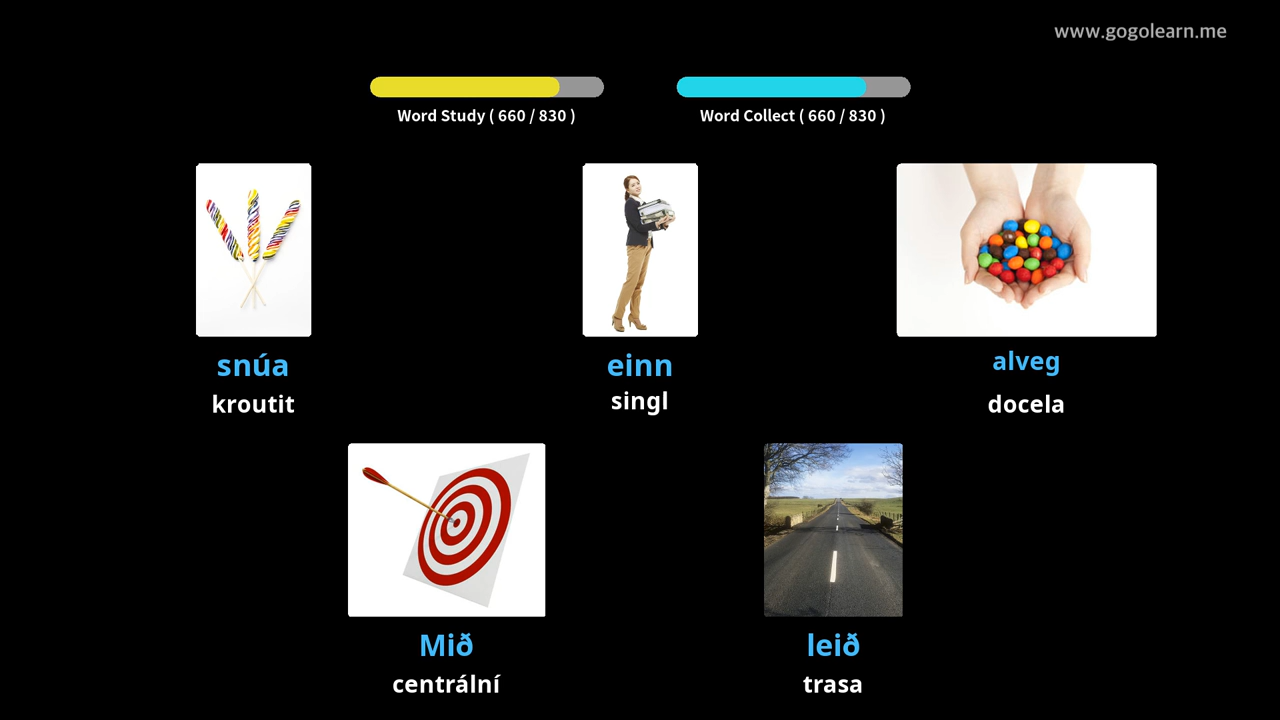 www.gogolearn.me
Word Study ( 660 / 830 )
Word Collect ( 660 / 830 )
snúa
kroutit
einn
singl
alveg
docela
Mið
centrální
leið
trasa